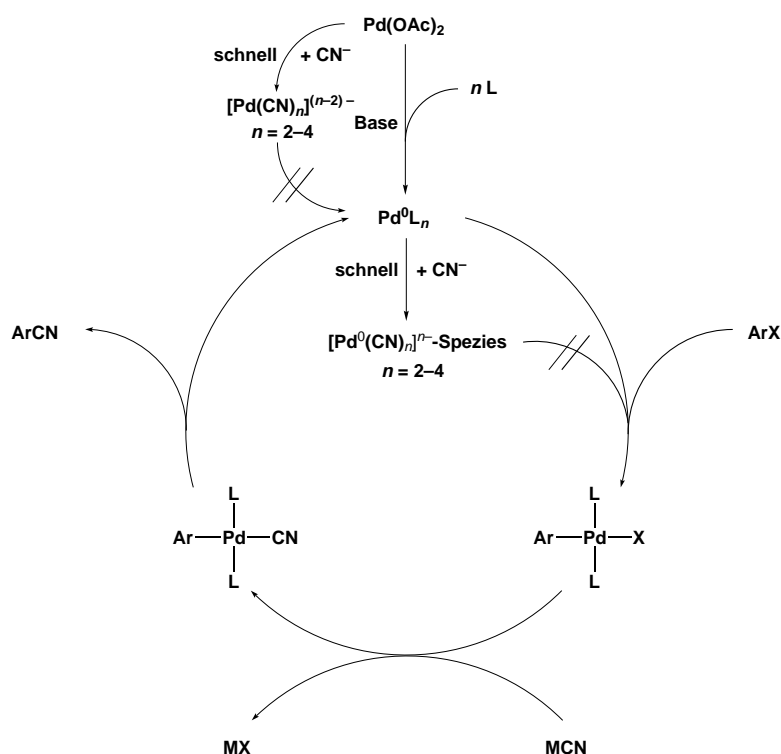 Pd(OAc)₂
schnell + CN⁻
n L
[Pd(CN)ₙ]⁽ⁿ⁻²⁾⁻
n = 2–4
Base
Pd⁰Lₙ
schnell + CN⁻
ArCN
ArX
[Pd⁰(CN)ₙ]ⁿ⁻-Spezies
n = 2–4
L
Ar Pd CN
L
L
Ar Pd X
L
MX
MCN